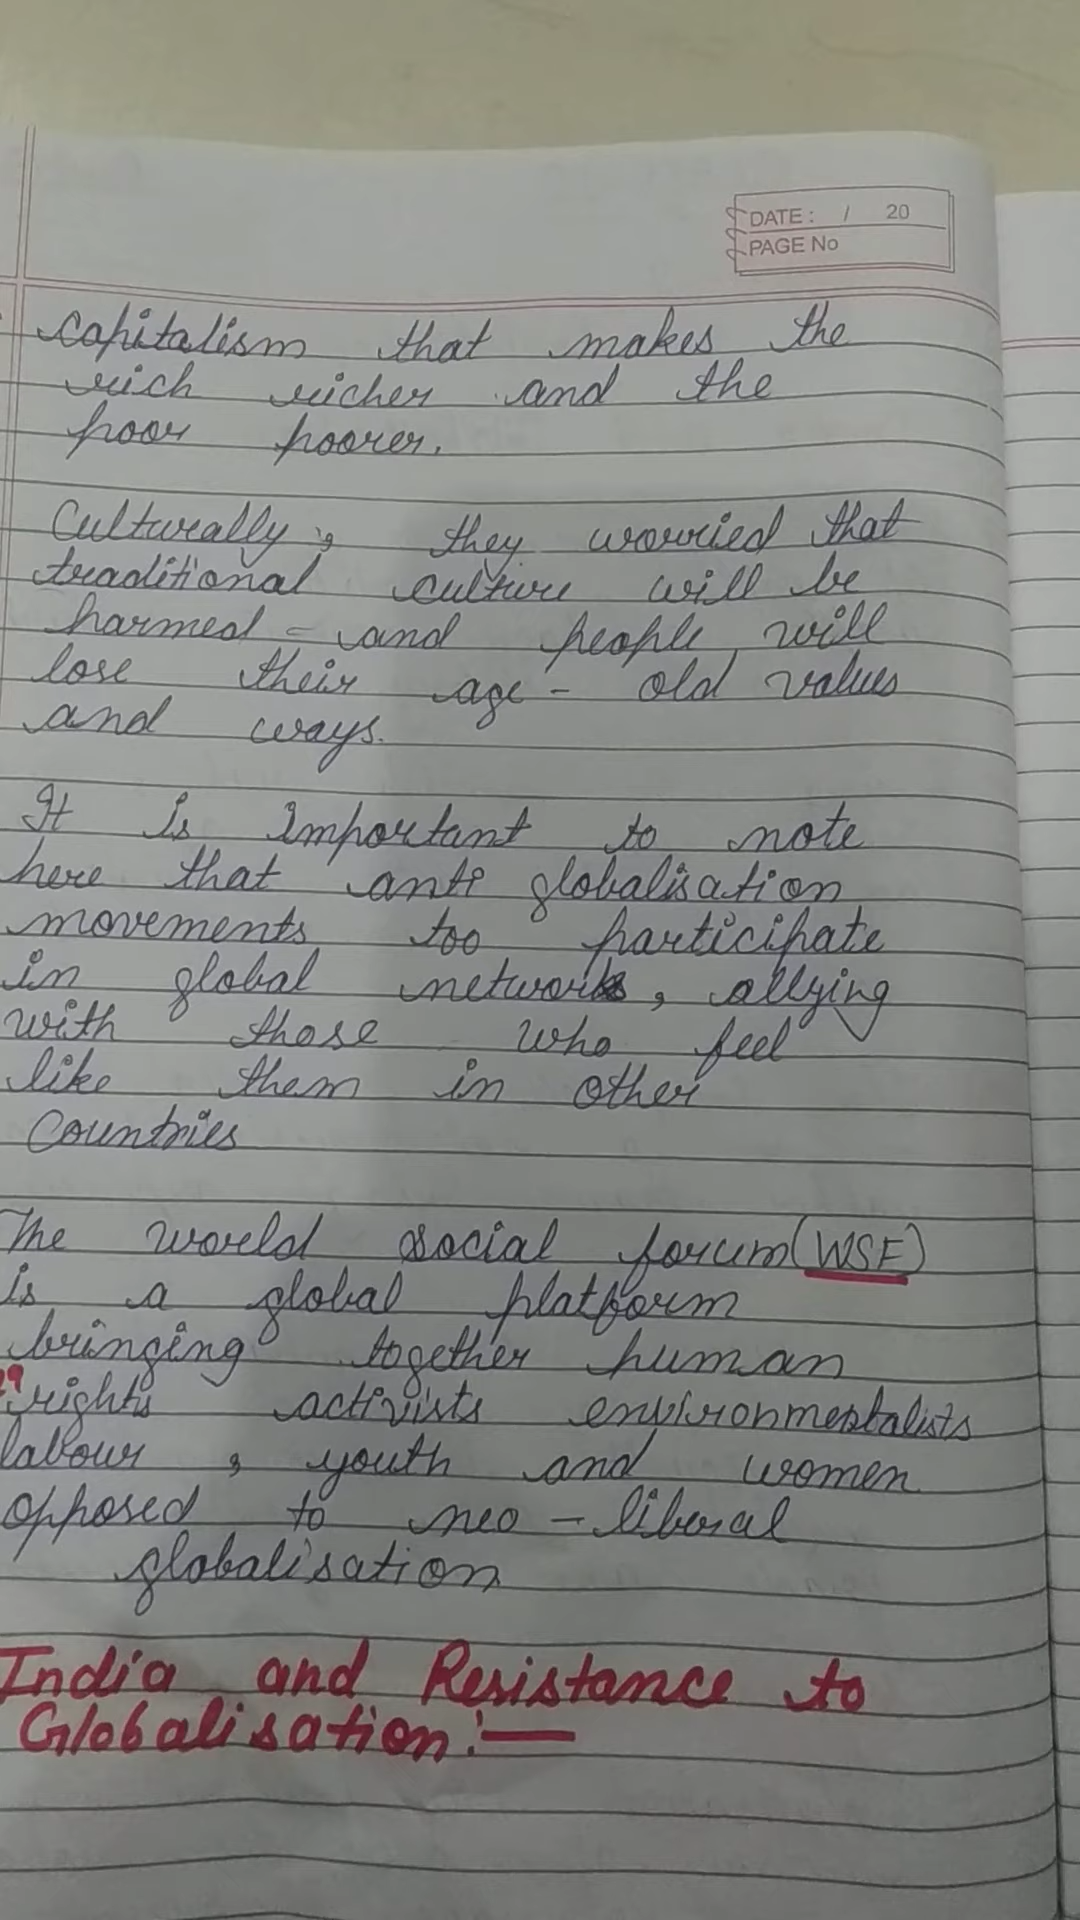 DATE: / 20
PAGE No
capitalism that makes the
rich richer and the
poor poorer.
Culturally, they worried that
traditional culture will be
harmed - and people will
lose their age - old values
and ways.
It is Important to note
here that anti globalisation
movements too participate
in global networks, allying
with those who feel
like them in other
Countries
The world social forum (WSF)
is a global platform
bringing together human
rights activists environmentalists
labour, youth and women
opposed to neo - liberal
globalisation
India and Resistance to
Globalisation:—